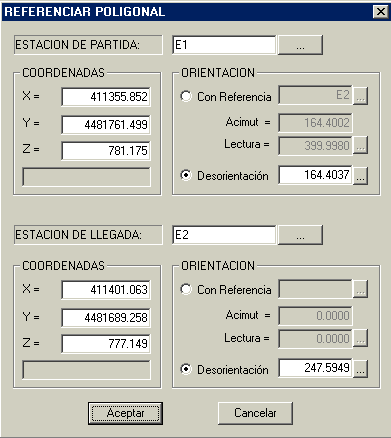 REFERENCIAR POLIGONAL
ESTACION DE PARTIDA: E1 ...
COORDENADAS
X = 411355.852
Y = 4481761.499
Z = 781.175
ORIENTACION
Con Referencia E2 ...
Acimut = 164.4002
Lectura = 399.9980 ...
Desorientación 164.4037 ...
ESTACION DE LLEGADA: E2 ...
COORDENADAS
X = 411401.063
Y = 4481689.258
Z = 777.149
ORIENTACION
Con Referencia ...
Acimut = 0.0000
Lectura = 0.0000 ...
Desorientación 247.5949 ...
Aceptar Cancelar